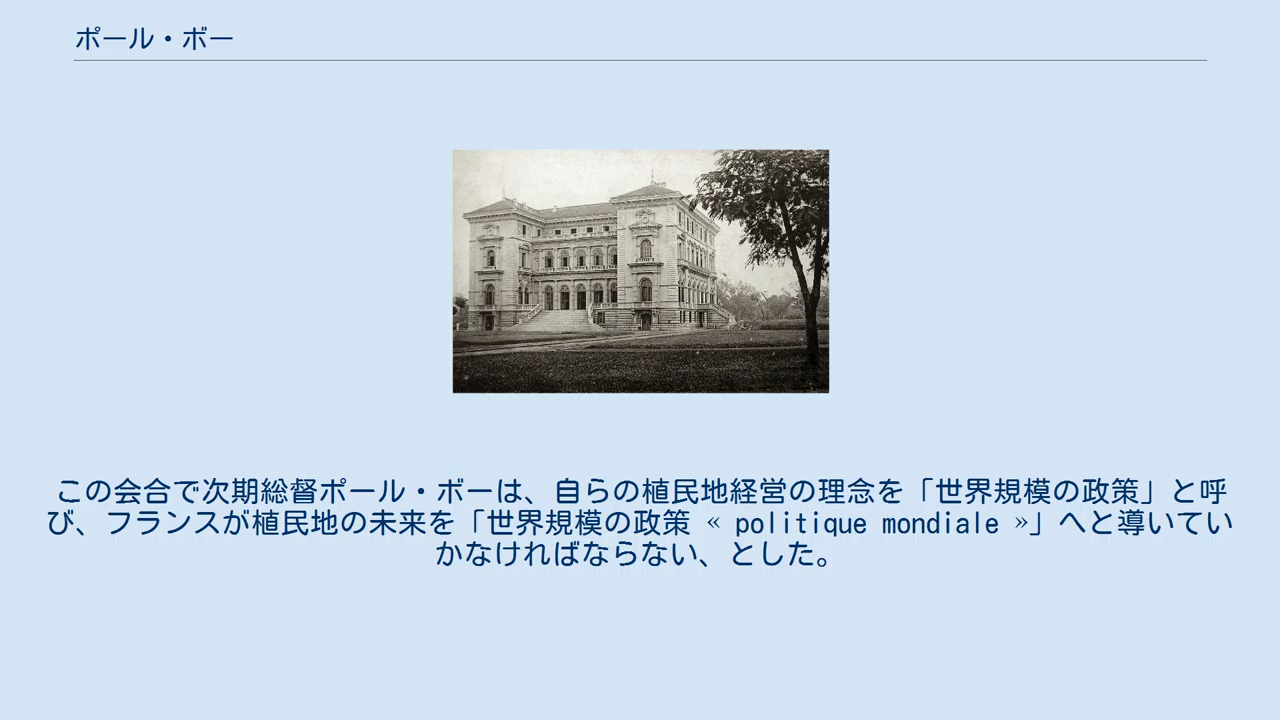 ポール・ボー
この会合で次期総督ポール・ボーは、自らの植民地経営の理念を「世界規模の政策」と呼
び、フランスが植民地の未来を「世界規模の政策 « politique mondiale »」へと導いてい
かなければならない、とした。